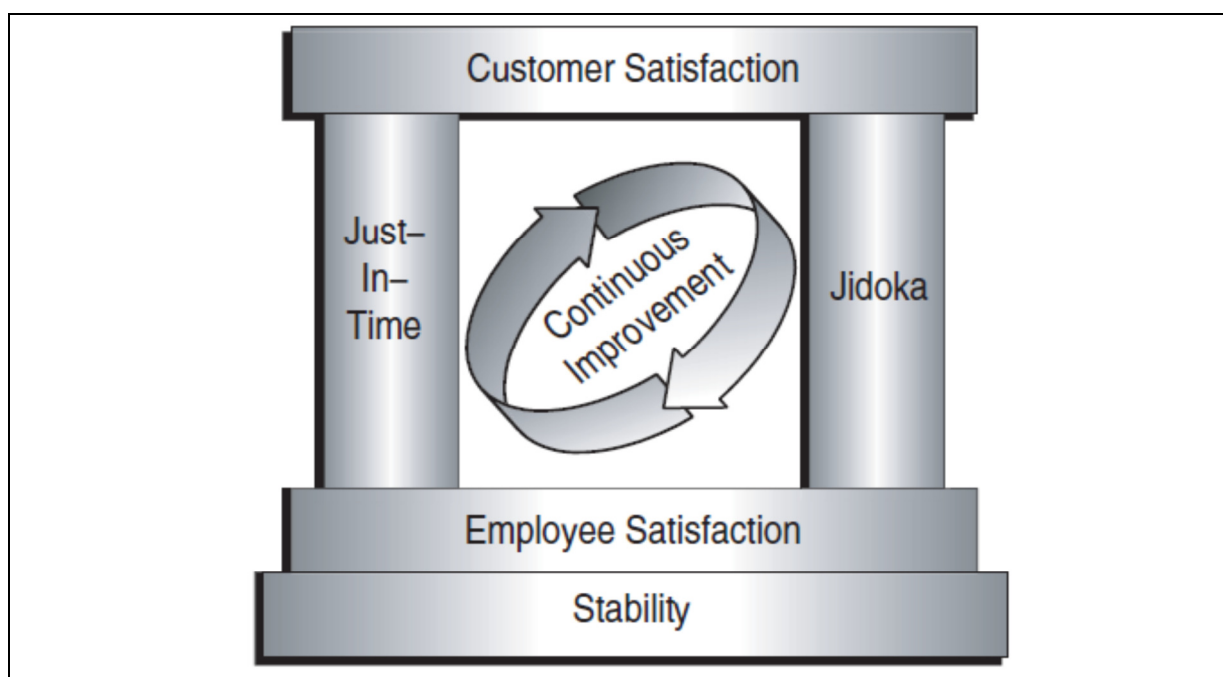 Customer Satisfaction
Just–
In–
Time
Continuous
Improvement
Jidoka
Employee Satisfaction
Stability